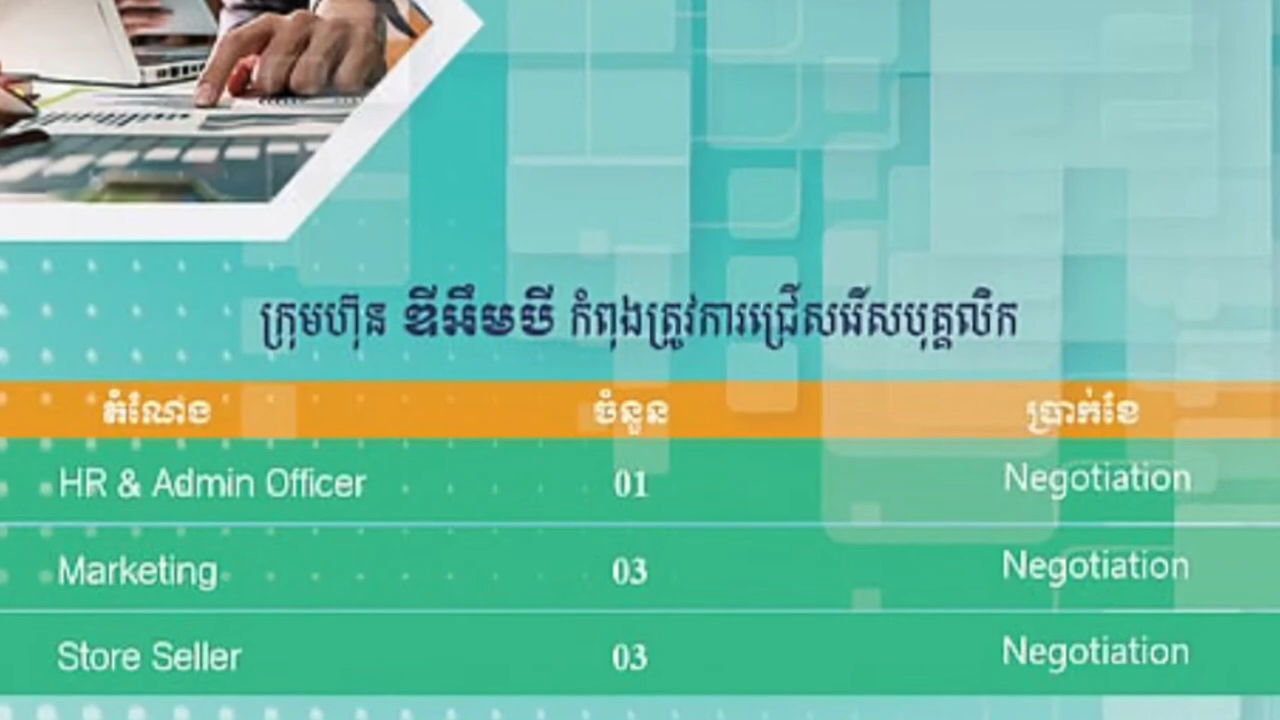 ក្រុមហ៊ុន ឌីអឹមបី កំពុងត្រូវការជ្រើសរើសបុគ្គលិក
តំណែង ចំនួន ប្រាក់ខែ
HR & Admin Officer 01 Negotiation
Marketing 03 Negotiation
Store Seller 03 Negotiation